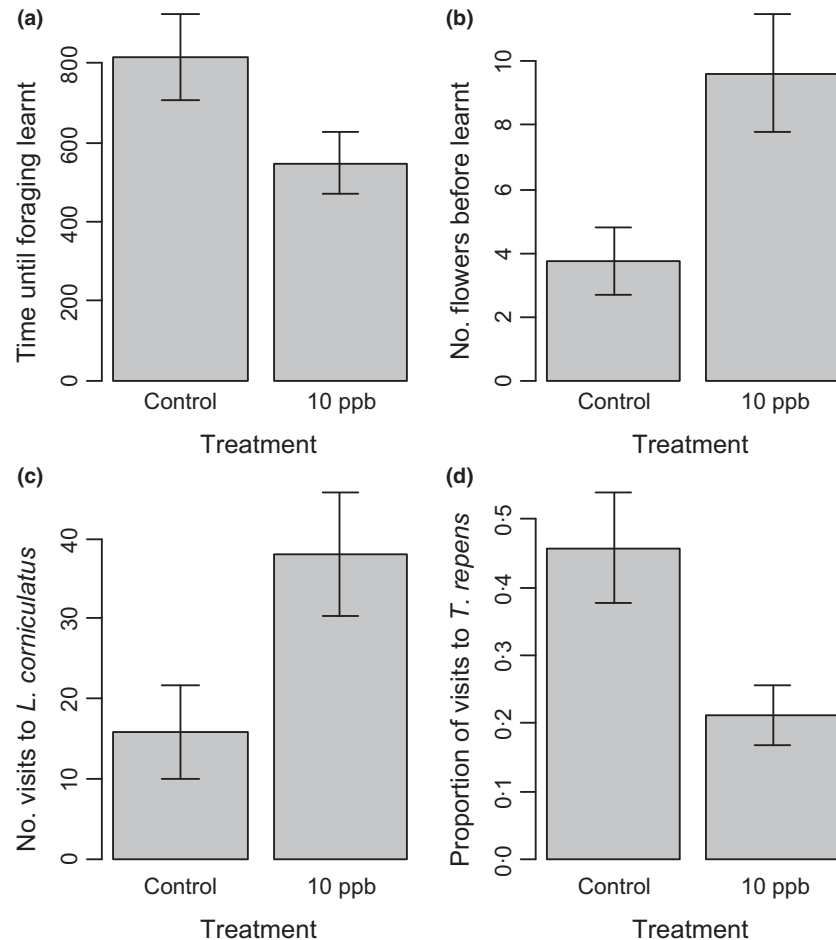 (a)
Time until foraging learnt
800
600
400
200
0
Control 10 ppb
Treatment
(b)
No. flowers before learnt
10
8
6
4
2
0
Control 10 ppb
Treatment
(c)
No. visits to L. corniculatus
40
30
20
10
0
Control 10 ppb
Treatment
(d)
Proportion of visits to T. repens
0·5
0·4
0·3
0·2
0·1
0·0
Control 10 ppb
Treatment